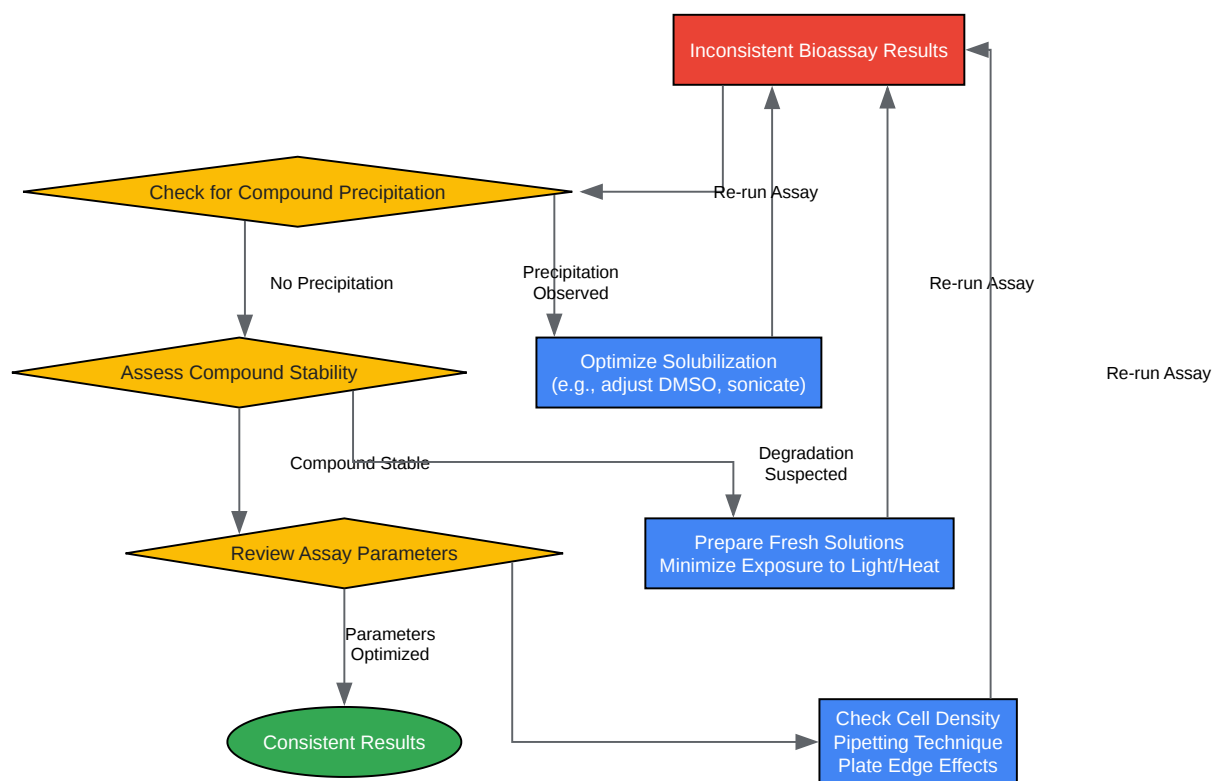 Inconsistent Bioassay Results
Check for Compound Precipitation
Re-run Assay
No Precipitation
Precipitation
Observed
Re-run Assay
Optimize Solubilization
(e.g., adjust DMSO, sonicate)
Assess Compound Stability
Re-run Assay
Compound Stable
Degradation
Suspected
Prepare Fresh Solutions
Minimize Exposure to Light/Heat
Review Assay Parameters
Parameters
Optimized
Consistent Results
Check Cell Density
Pipetting Technique
Plate Edge Effects